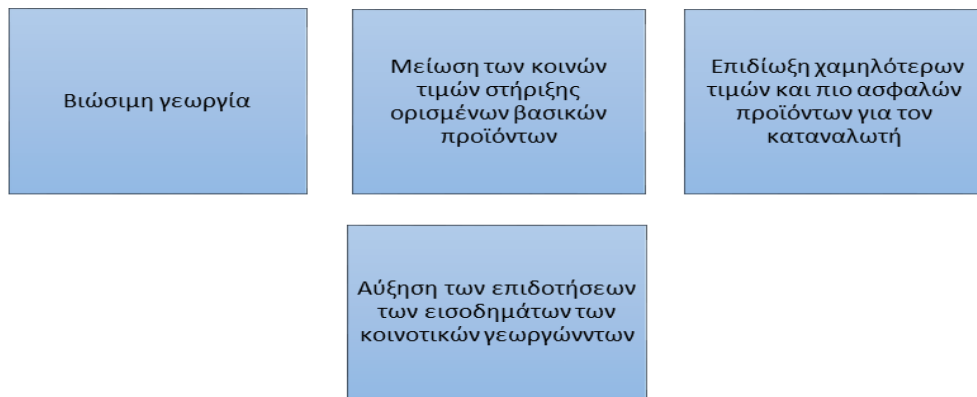 Βιώσιμη γεωργία
Μείωση των κοινών
τιμών στήριξης
ορισμένων βασικών
προϊόντων
Επιδίωξη χαμηλότερων
τιμών και πιο ασφαλών
προϊόντων για τον
καταναλωτή
Αύξηση των επιδοτήσεων
των εισοδημάτων των
κοινοτικών γεωργώνντων